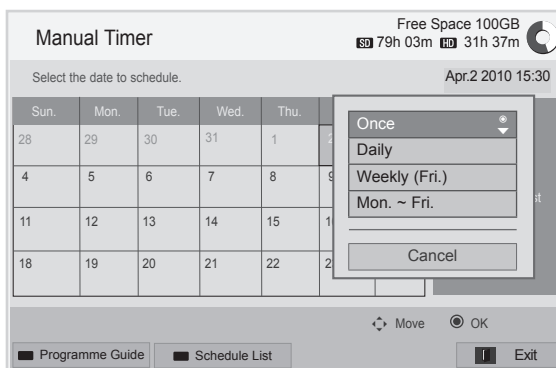 Manual Timer
Free Space 100GB
SD 79h 03m HD 31h 37m
Select the date to schedule.
Apr.2 2010 15:30
Sun. Mon. Tue. Wed. Thu.
28 29 30 31 1 2
4 5 6 7 8 9
11 12 13 14 15
18 19 20 21 22
Once
Daily
Weekly (Fri.)
Mon. ~ Fri.
Cancel
Move OK
Programme Guide Schedule List Exit